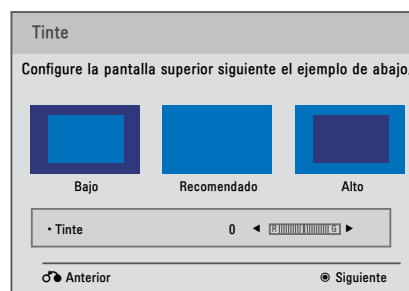 Tinte
Configure la pantalla superior siguiente el ejemplo de abajo.
Bajo Recomendado Alto
• Tinte 0 ◄ R G ►
Anterior ◉ Siguiente